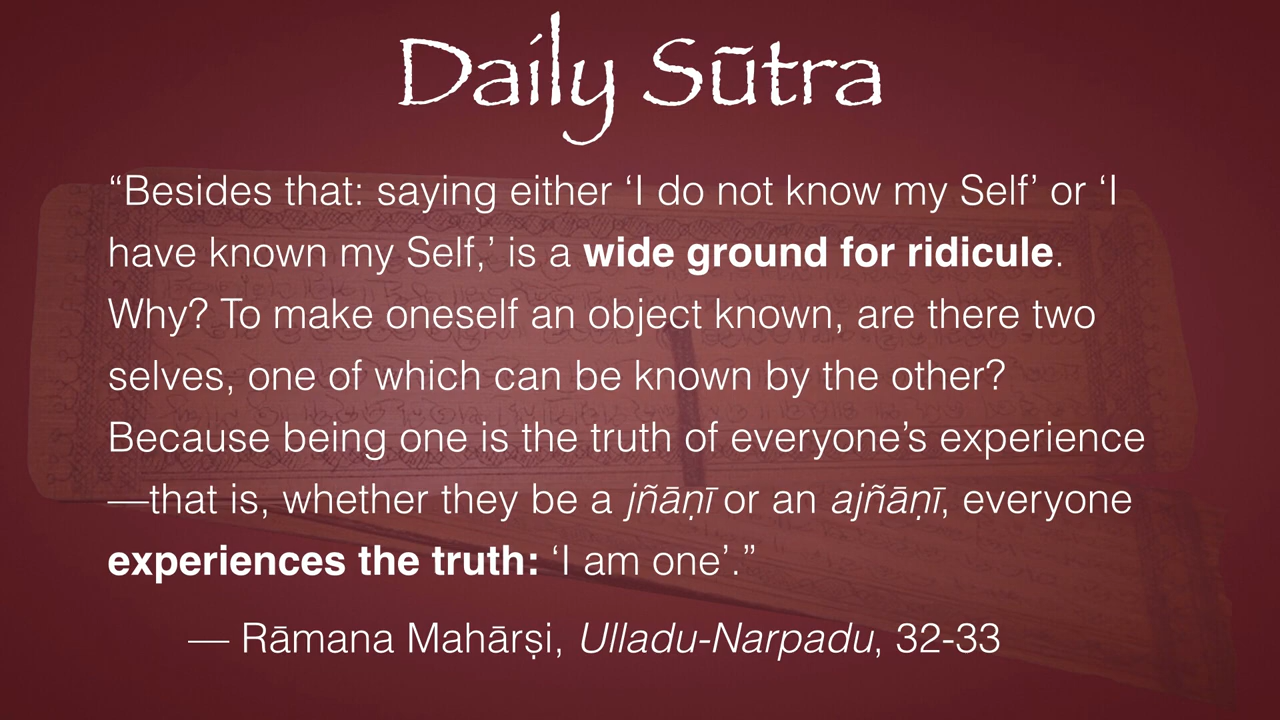 Daily Sūtra
“Besides that: saying either ‘I do not know my Self’ or ‘I
have known my Self,’ is a wide ground for ridicule.
Why? To make oneself an object known, are there two
selves, one of which can be known by the other?
Because being one is the truth of everyone’s experience
—that is, whether they be a jñāṇī or an ajñāṇī, everyone
experiences the truth: ‘I am one’.”
— Rāmana Mahārṣi, Ulladu-Narpadu, 32-33